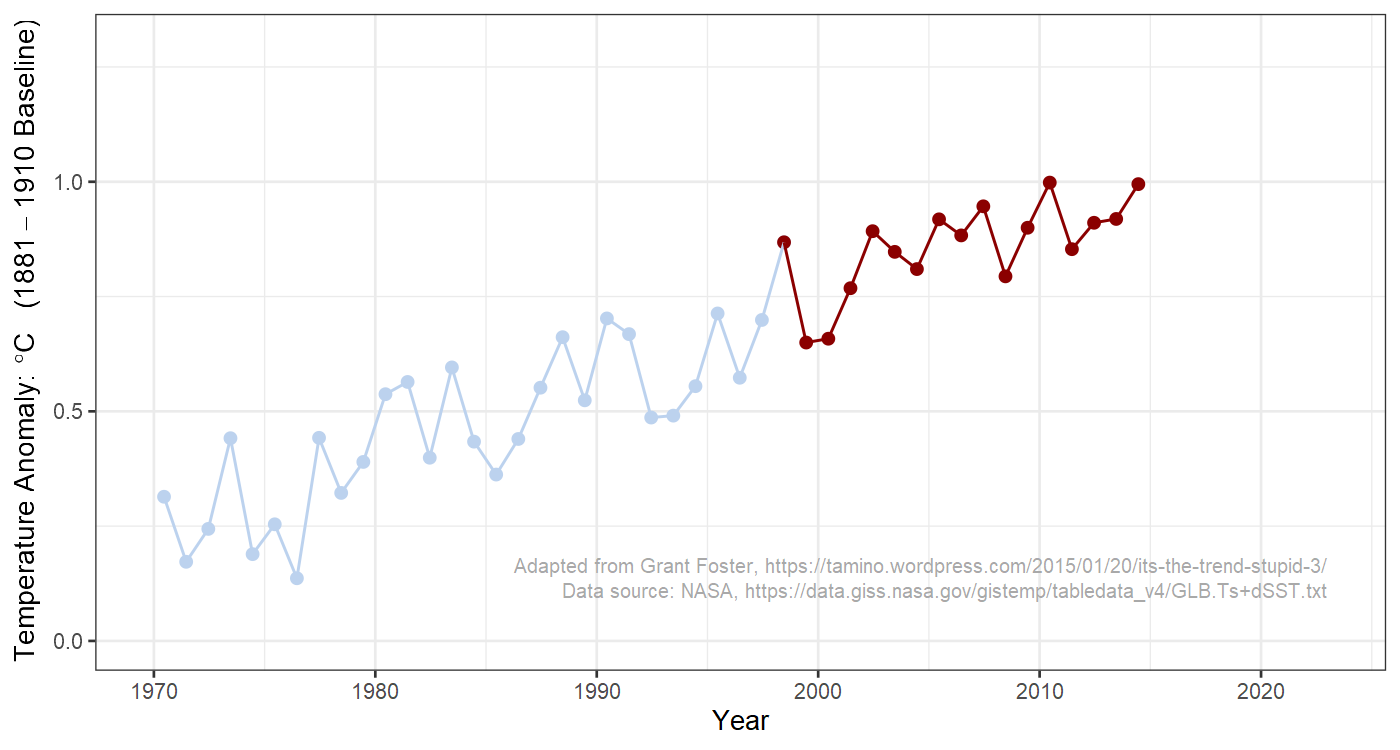 Temperature Anomaly: °C (1881 – 1910 Baseline)
1.0
0.5
0.0
Adapted from Grant Foster, https://tamino.wordpress.com/2015/01/20/its-the-trend-stupid-3/
Data source: NASA, https://data.giss.nasa.gov/gistemp/tabledata_v4/GLB.Ts+dSST.txt
1970 1980 1990 2000 2010 2020
Year